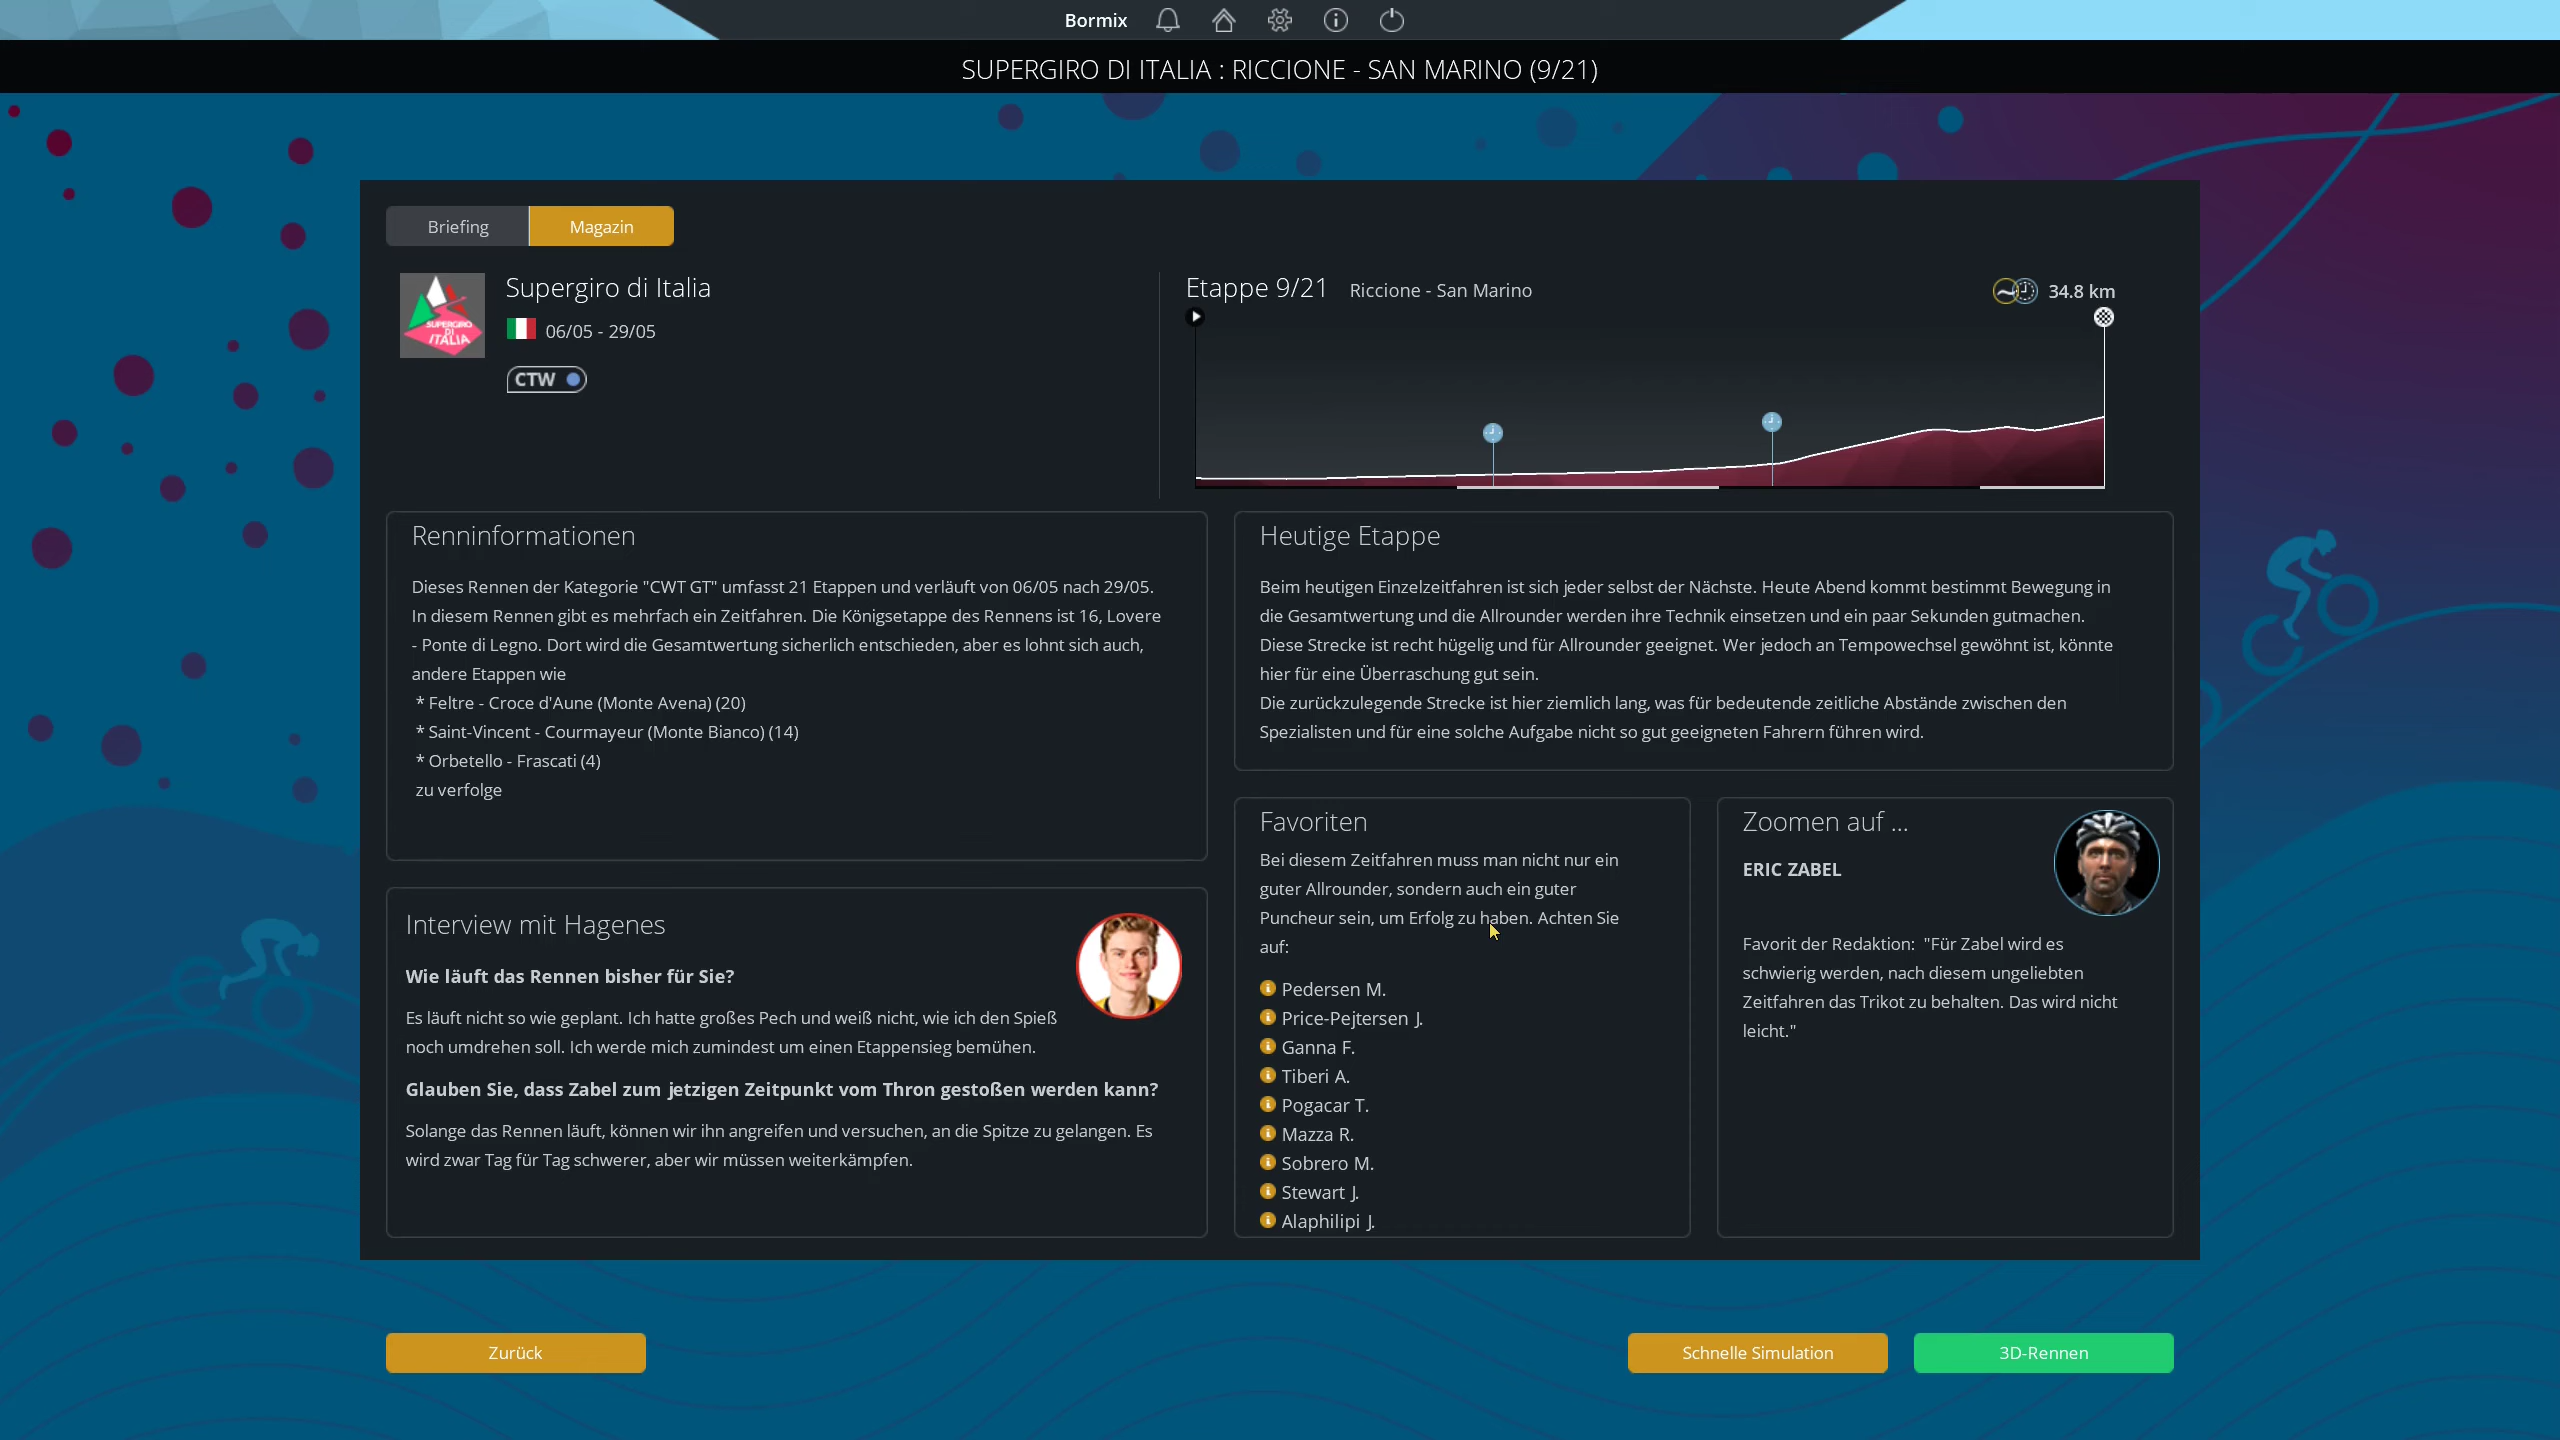 Bormix
SUPERGIRO DI ITALIA : RICCIONE - SAN MARINO (9/21)
Briefing
Magazin
SUPERGIRO
DI
ITALIA
Supergiro di Italia
06/05 - 29/05
CTW
Etappe 9/21
Riccione - San Marino
34.8 km
Renninformationen
Dieses Rennen der Kategorie "CWT GT" umfasst 21 Etappen und verläuft von 06/05 nach 29/05.
In diesem Rennen gibt es mehrfach ein Zeitfahren. Die Königsetappe des Rennens ist 16, Lovere
- Ponte di Legno. Dort wird die Gesamtwertung sicherlich entschieden, aber es lohnt sich auch,
andere Etappen wie
* Feltre - Croce d'Aune (Monte Avena) (20)
* Saint-Vincent - Courmayeur (Monte Bianco) (14)
* Orbetello - Frascati (4)
zu verfolge
Heutige Etappe
Beim heutigen Einzelzeitfahren ist sich jeder selbst der Nächste. Heute Abend kommt bestimmt Bewegung in
die Gesamtwertung und die Allrounder werden ihre Technik einsetzen und ein paar Sekunden gutmachen.
Diese Strecke ist recht hügelig und für Allrounder geeignet. Wer jedoch an Tempowechsel gewöhnt ist, könnte
hier für eine Überraschung gut sein.
Die zurückzulegende Strecke ist hier ziemlich lang, was für bedeutende zeitliche Abstände zwischen den
Spezialisten und für eine solche Aufgabe nicht so gut geeigneten Fahrern führen wird.
Interview mit Hagenes
Wie läuft das Rennen bisher für Sie?
Es läuft nicht so wie geplant. Ich hatte großes Pech und weiß nicht, wie ich den Spieß
noch umdrehen soll. Ich werde mich zumindest um einen Etappensieg bemühen.
Glauben Sie, dass Zabel zum jetzigen Zeitpunkt vom Thron gestoßen werden kann?
Solange das Rennen läuft, können wir ihn angreifen und versuchen, an die Spitze zu gelangen. Es
wird zwar Tag für Tag schwerer, aber wir müssen weiterkämpfen.
Favoriten
Bei diesem Zeitfahren muss man nicht nur ein
guter Allrounder, sondern auch ein guter
Puncheur sein, um Erfolg zu haben. Achten Sie
auf:
Pedersen M.
Price-Pejtersen J.
Ganna F.
Tiberi A.
Pogacar T.
Mazza R.
Sobrero M.
Stewart J.
Alaphilipi J.
Zoomen auf ...
ERIC ZABEL
Favorit der Redaktion: "Für Zabel wird es
schwierig werden, nach diesem ungeliebten
Zeitfahren das Trikot zu behalten. Das wird nicht
leicht."
Zurück
Schnelle Simulation
3D-Rennen